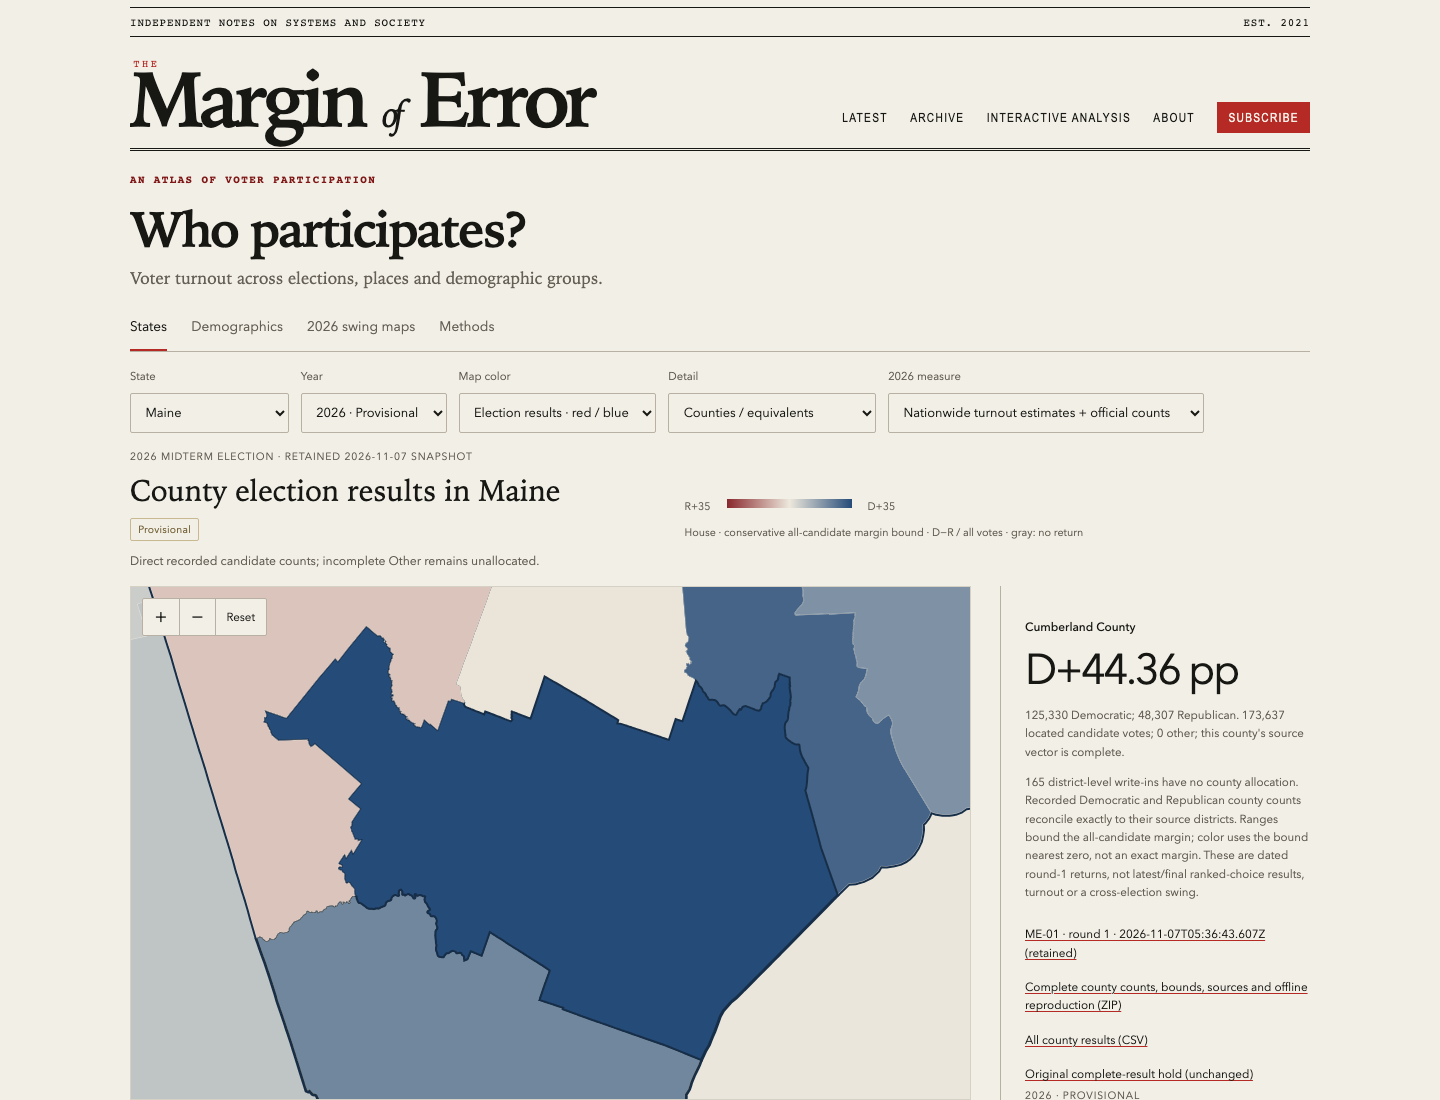 INDEPENDENT NOTES ON SYSTEMS AND SOCIETY
EST. 2021
THE
Margin of Error
LATEST
ARCHIVE
INTERACTIVE ANALYSIS
ABOUT
SUBSCRIBE
AN ATLAS OF VOTER PARTICIPATION
Who participates?
Voter turnout across elections, places and demographic groups.
States
Demographics
2026 swing maps
Methods
State
Year
Map color
Detail
2026 measure
Maine
2026 · Provisional
Election results · red / blue
Counties / equivalents
Nationwide turnout estimates + official counts
2026 MIDTERM ELECTION · RETAINED 2026-11-07 SNAPSHOT
County election results in Maine
Provisional
Direct recorded candidate counts; incomplete Other remains unallocated.
R+35
D+35
House · conservative all-candidate margin bound · D−R / all votes · gray: no return
+
−
Reset
Cumberland County
D+44.36 pp
125,330 Democratic; 48,307 Republican. 173,637
located candidate votes; 0 other; this county's source
vector is complete.
165 district-level write-ins have no county allocation.
Recorded Democratic and Republican county counts
reconcile exactly to their source districts. Ranges
bound the all-candidate margin; color uses the bound
nearest zero, not an exact margin. These are dated
round-1 returns, not latest/final ranked-choice results,
turnout or a cross-election swing.
ME-01 · round 1 · 2026-11-07T05:36:43.607Z
(retained)
Complete county counts, bounds, sources and offline
reproduction (ZIP)
All county results (CSV)
Original complete-result hold (unchanged)
2026 · PROVISIONAL